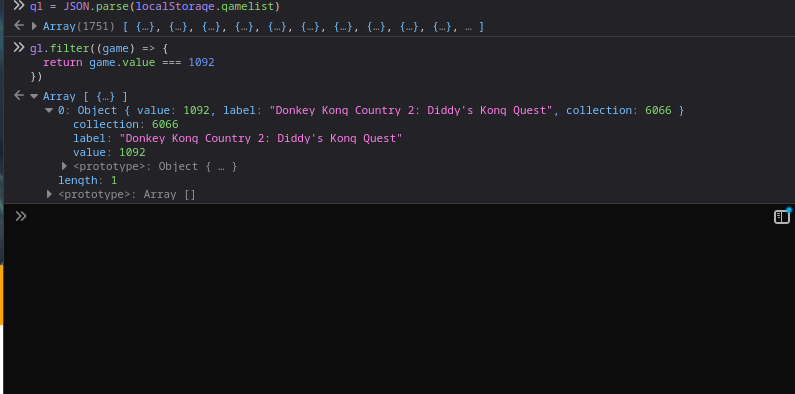 gl = JSON.parse(localStorage.gamelist)
Array(1751) [ {…}, {…}, {…}, {…}, {…}, {…}, {…}, {…}, {…}, {…}, … ]
gl.filter((game) => {
return game.value === 1092
})
Array [ {…} ]
0: Object { value: 1092, label: "Donkey Kong Country 2: Diddy's Kong Quest", collection: 6066 }
collection: 6066
label: "Donkey Kong Country 2: Diddy's Kong Quest"
value: 1092
<prototype>: Object { … }
length: 1
<prototype>: Array []